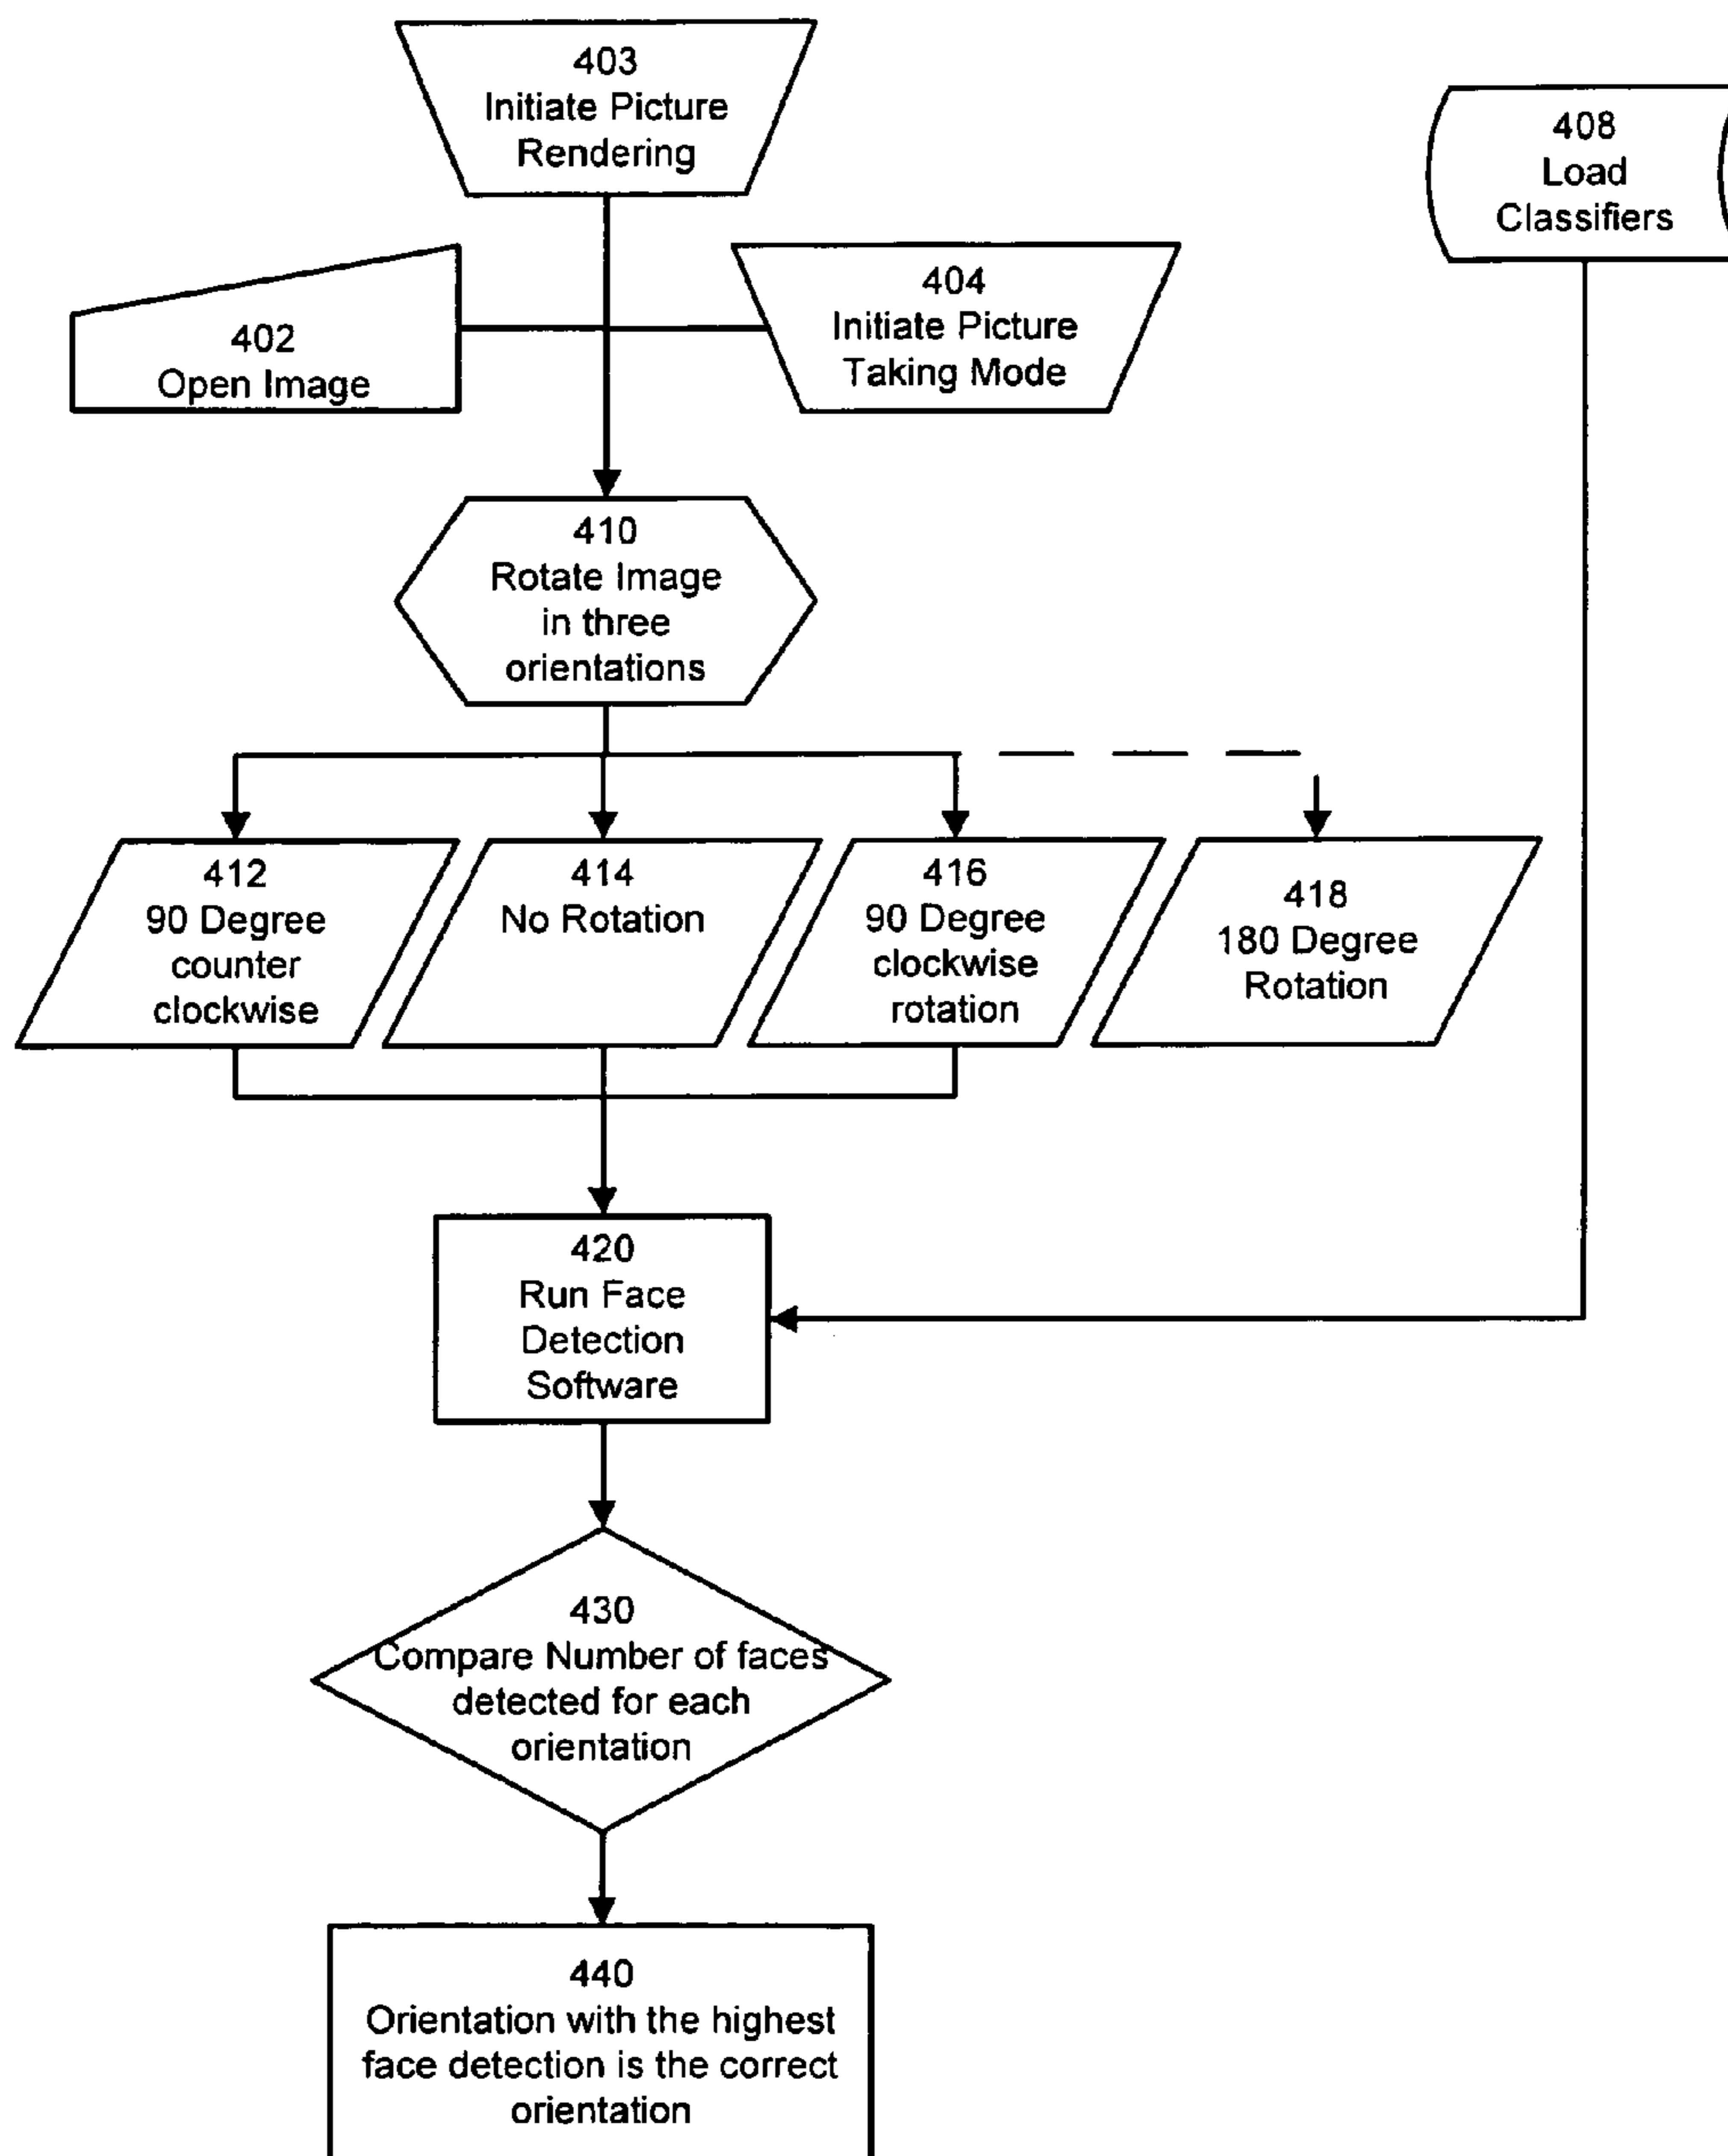 403
Initiate Picture
Rendering
408
Load
Classifiers
402
Open Image
404
Initiate Picture
Taking Mode
410
Rotate Image
in three
orientations
412
90 Degree
counter
clockwise
414
No Rotation
416
90 Degree
clockwise
rotation
418
180 Degree
Rotation
420
Run Face
Detection
Software
430
Compare Number of faces
detected for each
orientation
440
Orientation with the highest
face detection is the correct
orientation